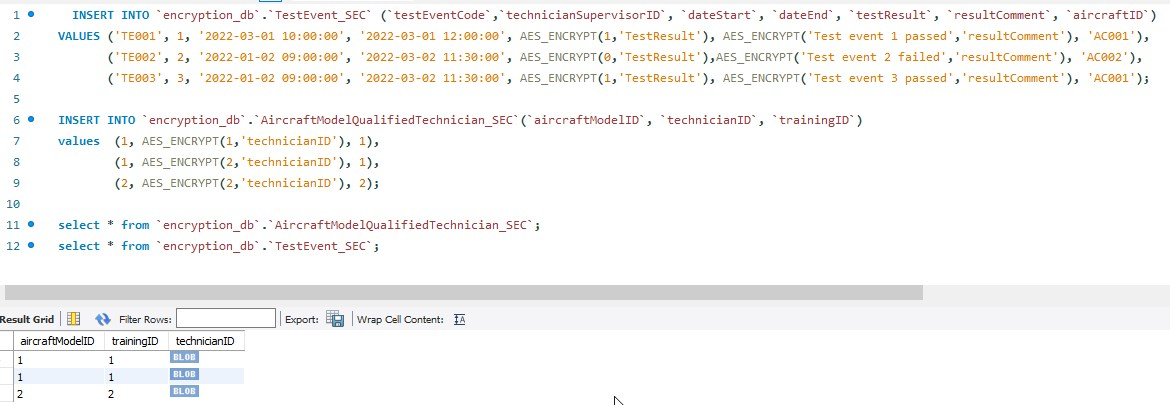 1 INSERT INTO `encryption_db`.`TestEvent_SEC` (`testEventCode`,`technicianSupervisorID`, `dateStart`, `dateEnd`, `testResult`, `resultComment`, `aircraftID`)
2 VALUES ('TE001', 1, '2022-03-01 10:00:00', '2022-03-01 12:00:00', AES_ENCRYPT(1,'TestResult'), AES_ENCRYPT('Test event 1 passed','resultComment'), 'AC001'),
3 ('TE002', 2, '2022-01-02 09:00:00', '2022-03-02 11:30:00', AES_ENCRYPT(0,'TestResult'),AES_ENCRYPT('Test event 2 failed','resultComment'), 'AC002'),
4 ('TE003', 3, '2022-01-02 09:00:00', '2022-03-02 11:30:00', AES_ENCRYPT(1,'TestResult'), AES_ENCRYPT('Test event 3 passed','resultComment'), 'AC001');
5
6 INSERT INTO `encryption_db`.`AircraftModelQualifiedTechnician_SEC`(`aircraftModelID`, `technicianID`, `trainingID`)
7 values (1, AES_ENCRYPT(1,'technicianID'), 1),
8 (1, AES_ENCRYPT(2,'technicianID'), 1),
9 (2, AES_ENCRYPT(2,'technicianID'), 2);
10
11 select * from `encryption_db`.`AircraftModelQualifiedTechnician_SEC`;
12 select * from `encryption_db`.`TestEvent_SEC`;
Result Grid Filter Rows: Export: Wrap Cell Content: IA
aircraftModelID trainingID technicianID
1 1 BLOB
1 1 BLOB
2 2 BLOB